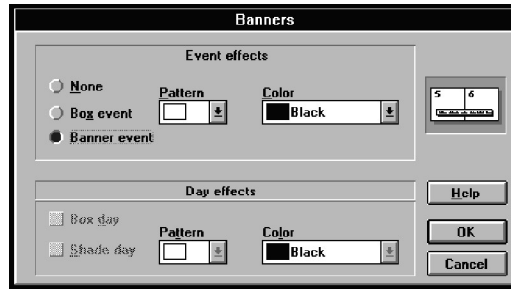 Banners
Event effects
None
Box event
Banner event
Pattern
Color
Black
5 6
Day effects
Box day
Shade day
Pattern
Color
Black
Help
OK
Cancel